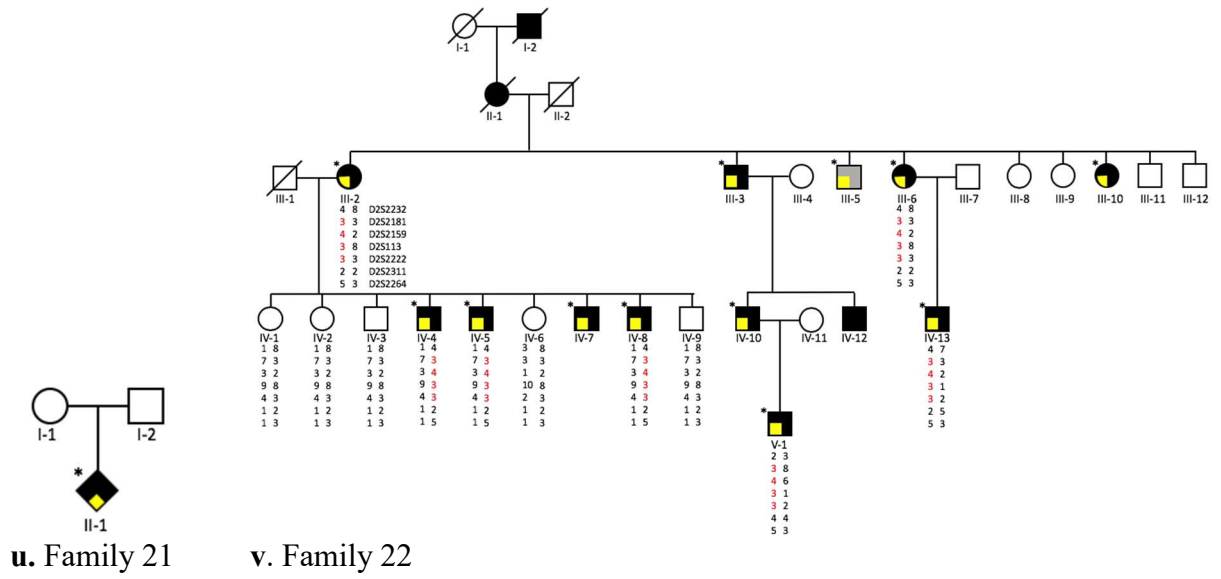 I-1 I-2
II-1 II-2
* * * * *
III-1 III-2 III-3 III-4 III-5 III-6 III-7 III-8 III-9 III-10 III-11 III-12
4 8 D2S2232 4 8
3 3 D2S2181 3 3
4 2 D2S2159 4 2
3 8 D2S113 3 8
3 3 D2S2222 3 3
2 2 D2S2311 2 2
5 3 D2S2264 5 3
* * * * * *
IV-1 IV-2 IV-3 IV-4 IV-5 IV-6 IV-7 IV-8 IV-9 IV-10 IV-11 IV-12 IV-13
1 8 1 8 1 8 1 4 1 4 3 8 1 4 1 8 4 7
7 3 7 3 7 3 7 3 7 3 3 3 7 3 7 3 3 3
3 2 3 2 3 2 3 4 3 4 1 2 3 4 3 2 4 2
9 8 9 8 9 8 9 3 9 3 10 8 9 3 9 8 3 1
4 3 4 3 4 3 4 3 4 3 2 3 4 3 4 3 3 2
1 2 1 2 1 2 1 2 1 2 1 2 1 2 1 2 2 5
1 3 1 3 1 3 1 5 1 5 1 3 1 5 1 3 5 3
*
V-1
2 3
3 8
4 6
3 1
3 2
4 4
5 3
I-1 I-2
*
II-1
u. Family 21 v. Family 22